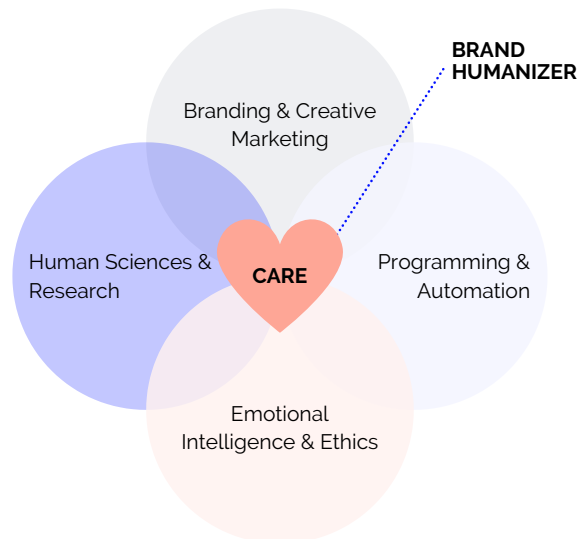 BRAND
HUMANIZER
Branding & Creative
Marketing
Human Sciences &
Research
CARE
Programming &
Automation
Emotional
Intelligence & Ethics